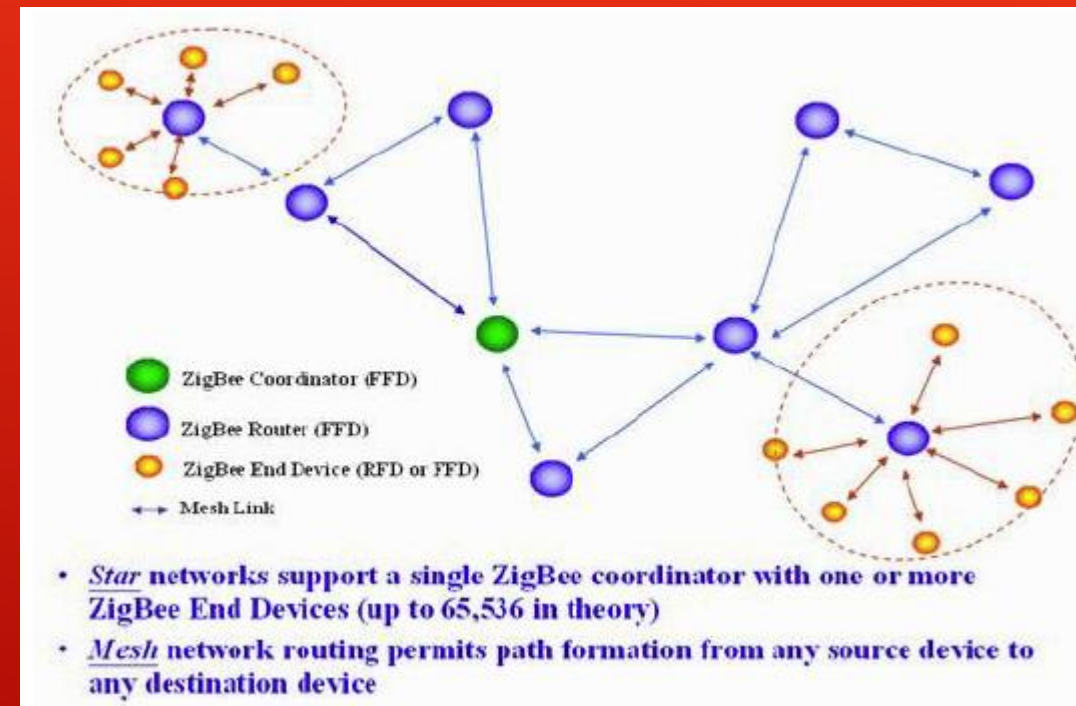 ZigBee Coordinator (FFD)
ZigBee Router (FFD)
ZigBee End Device (RFD or FFD)
Mesh Link
• Star networks support a single ZigBee coordinator with one or more
ZigBee End Devices (up to 65,536 in theory)
• Mesh network routing permits path formation from any source device to
any destination device